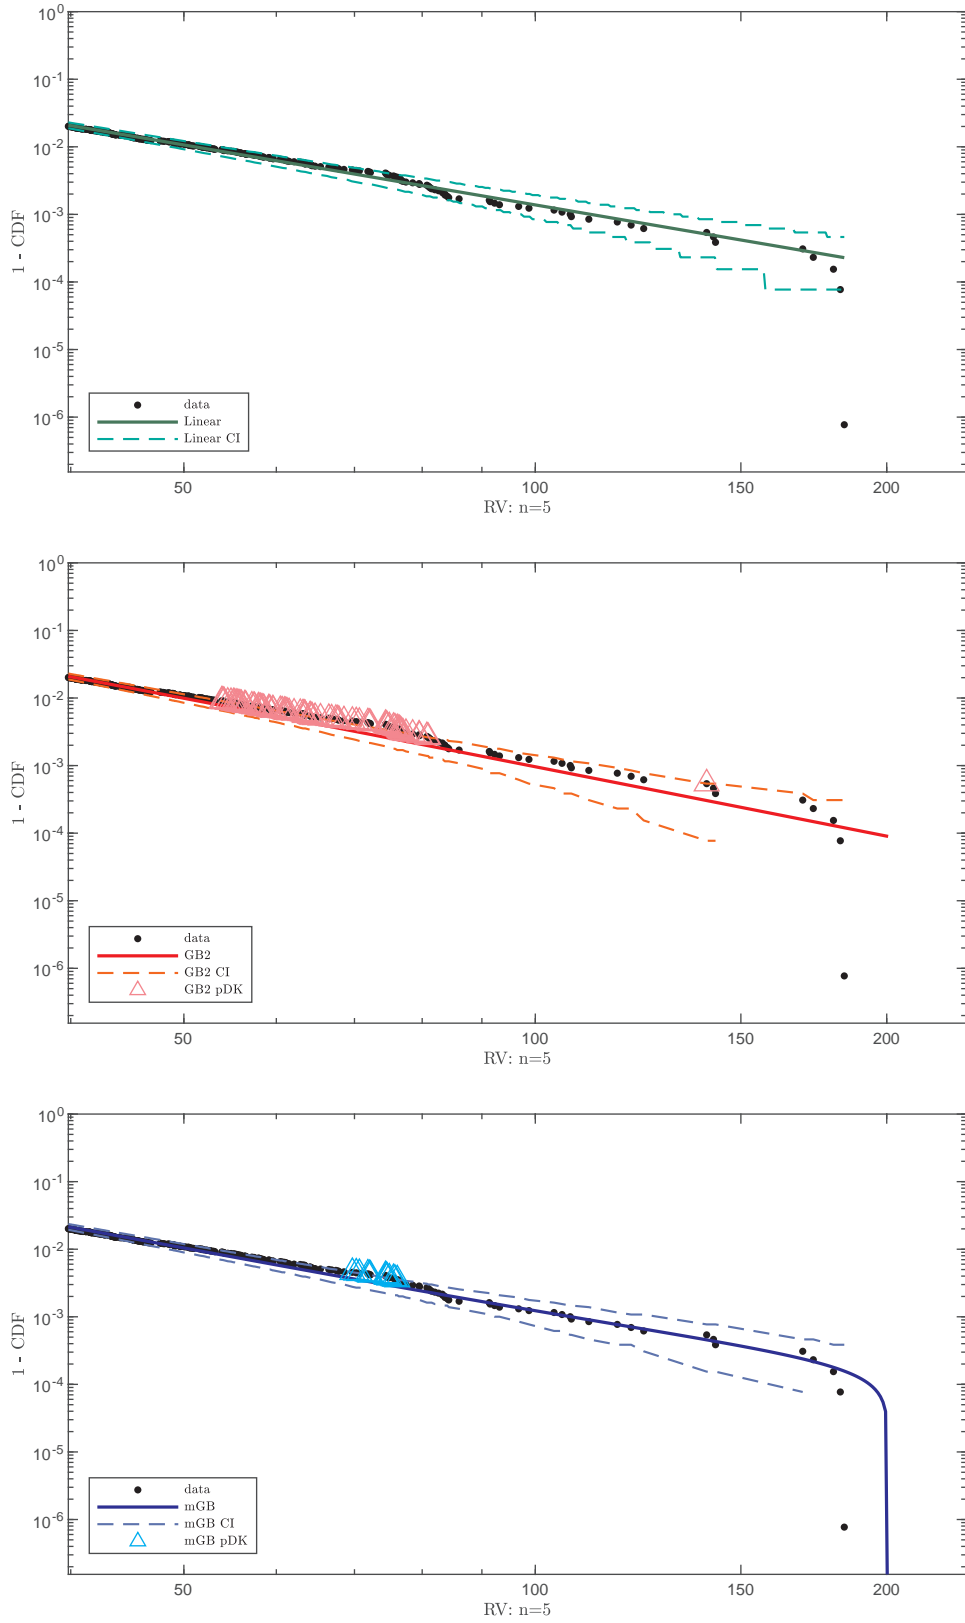 10^0
10^-1
10^-2
10^-3
10^-4
10^-5
10^-6
1 - CDF
data
Linear
Linear CI
50 100 150 200
RV: n=5
10^0
10^-1
10^-2
10^-3
10^-4
10^-5
10^-6
1 - CDF
data
GB2
GB2 CI
GB2 pDK
50 100 150 200
RV: n=5
10^0
10^-1
10^-2
10^-3
10^-4
10^-5
10^-6
1 - CDF
data
mGB
mGB CI
mGB pDK
50 100 150 200
RV: n=5